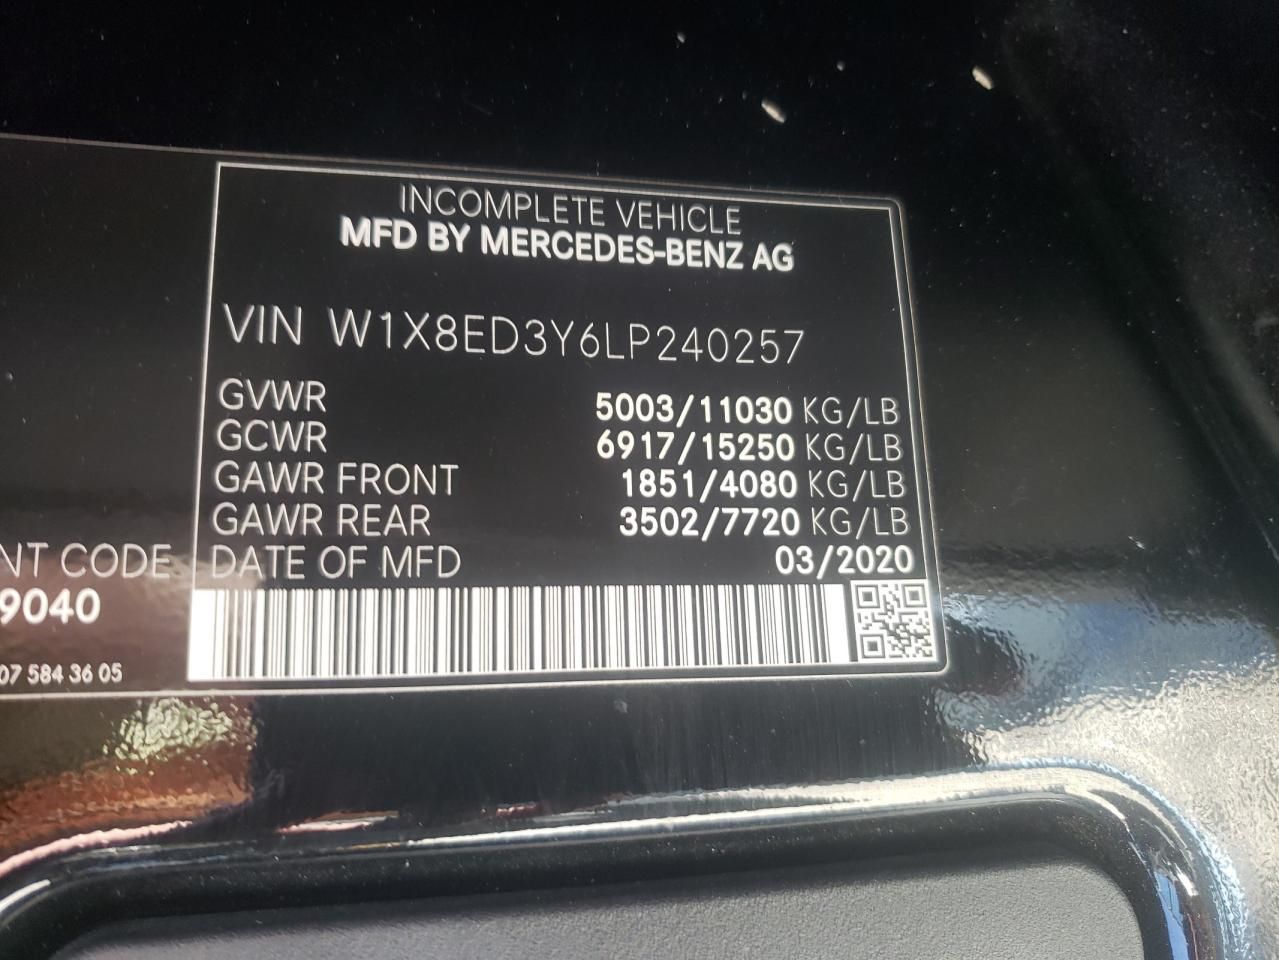 INCOMPLETE VEHICLE
MFD BY MERCEDES-BENZ AG
VIN W1X8ED3Y6LP240257
GVWR 5003/11030 KG/LB
GCWR 6917/15250 KG/LB
GAWR FRONT 1851/4080 KG/LB
GAWR REAR 3502/7720 KG/LB
DATE OF MFD 03/2020
NT CODE
9040
07 584 36 05